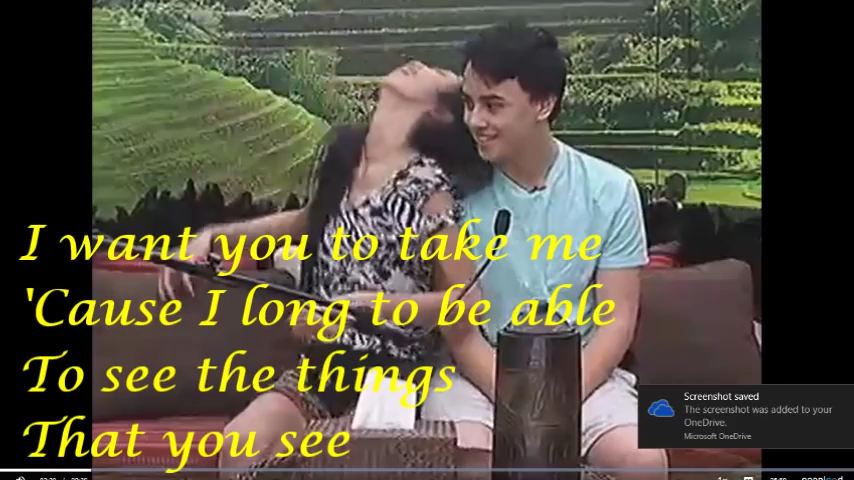 I want you to take me
'Cause I long to be able
To see the things
That you see
Screenshot saved
The screenshot was added to your
OneDrive.
Microsoft OneDrive